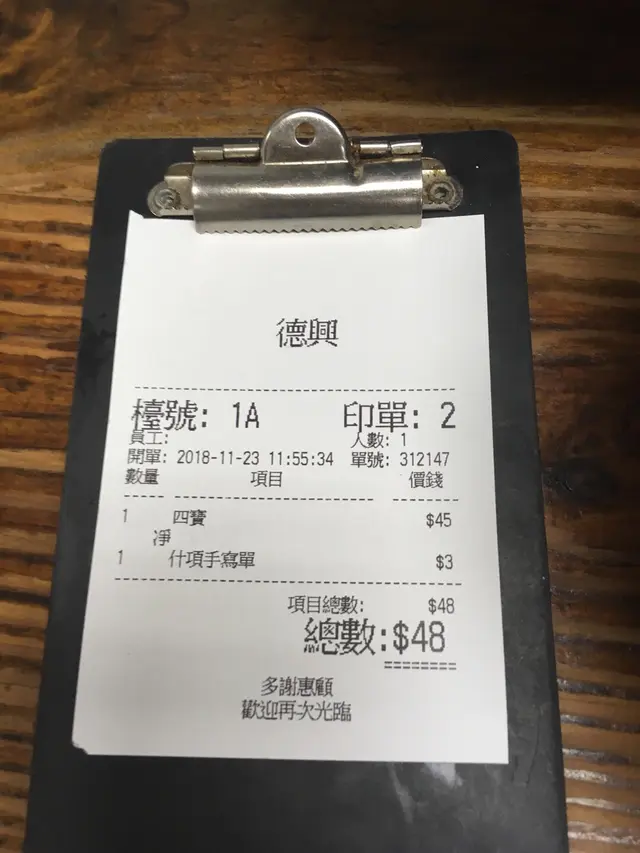 德興
檯號: 1A 印單: 2
員工: 人數: 1
開單: 2018-11-23 11:55:34 單號: 312147
數量 項目 價錢
1 四寶 $45
淨
1 什項手寫單 $3
項目總數: $48
總數:$48
多謝惠顧
歡迎再次光臨